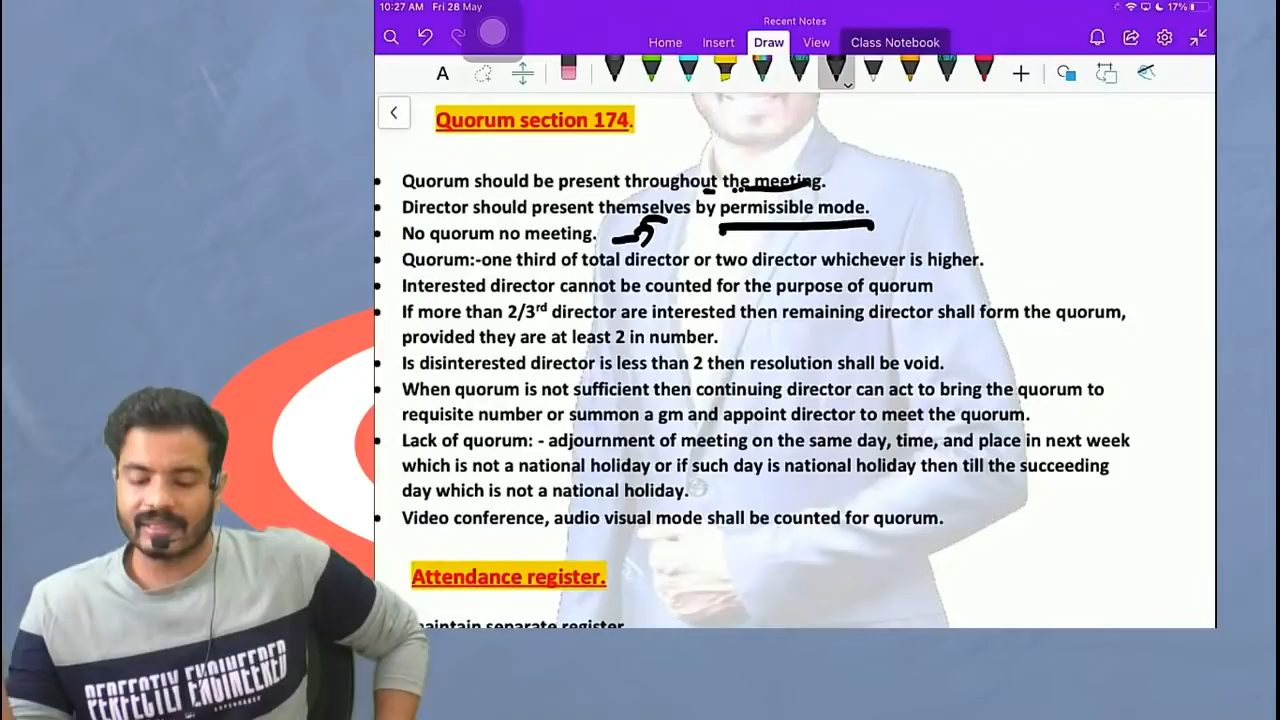 10:27 AM Fri 28 May
17%
Recent Notes
Home Insert Draw View Class Notebook
A
Quorum section 174.
Quorum should be present throughout the meeting.
Director should present themselves by permissible mode.
No quorum no meeting.
Quorum:-one third of total director or two director whichever is higher.
Interested director cannot be counted for the purpose of quorum
If more than 2/3rd director are interested then remaining director shall form the quorum,
provided they are at least 2 in number.
Is disinterested director is less than 2 then resolution shall be void.
When quorum is not sufficient then continuing director can act to bring the quorum to
requisite number or summon a gm and appoint director to meet the quorum.
Lack of quorum: - adjournment of meeting on the same day, time, and place in next week
which is not a national holiday or if such day is national holiday then till the succeeding
day which is not a national holiday.
Video conference, audio visual mode shall be counted for quorum.
Attendance register.
maintain separate register
PERFECTLY ENGINEERED